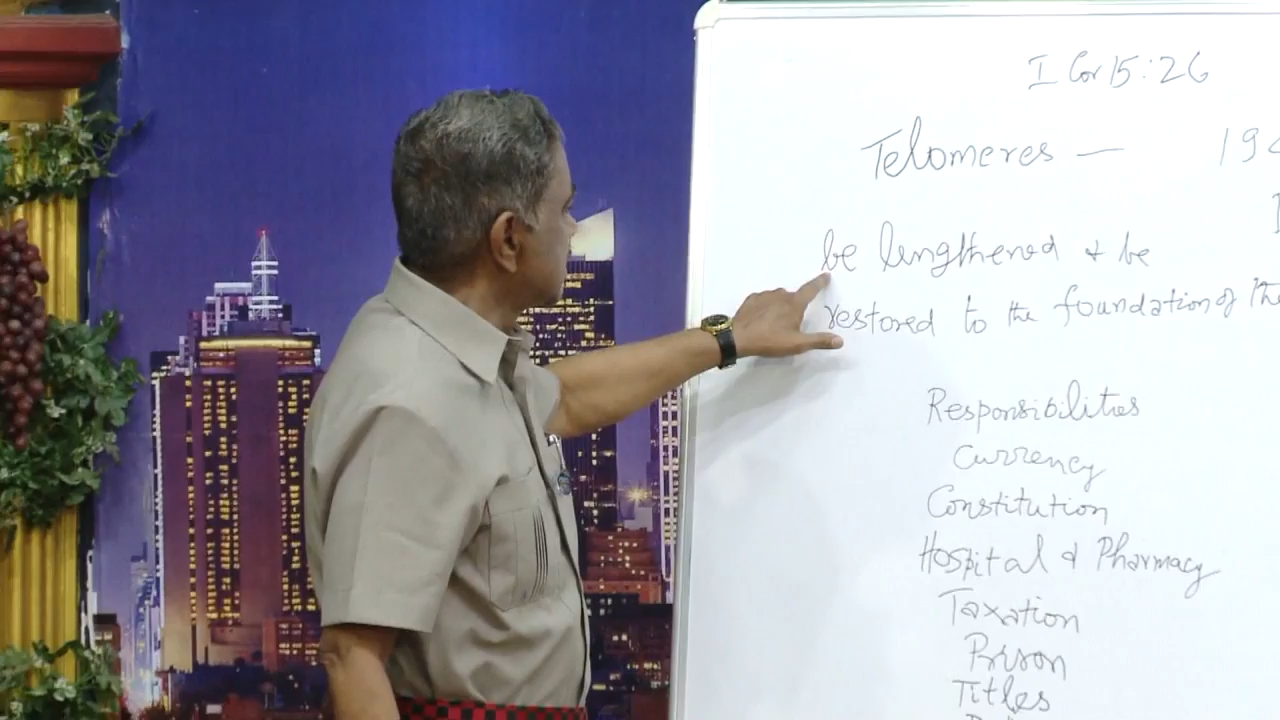 I Cor 15:26
Telomeres — 19
be lengthened & be
restored to the foundation of the
Responsibilities
Currency
Constitution
Hospital & Pharmacy
Taxation
Prison
Titles